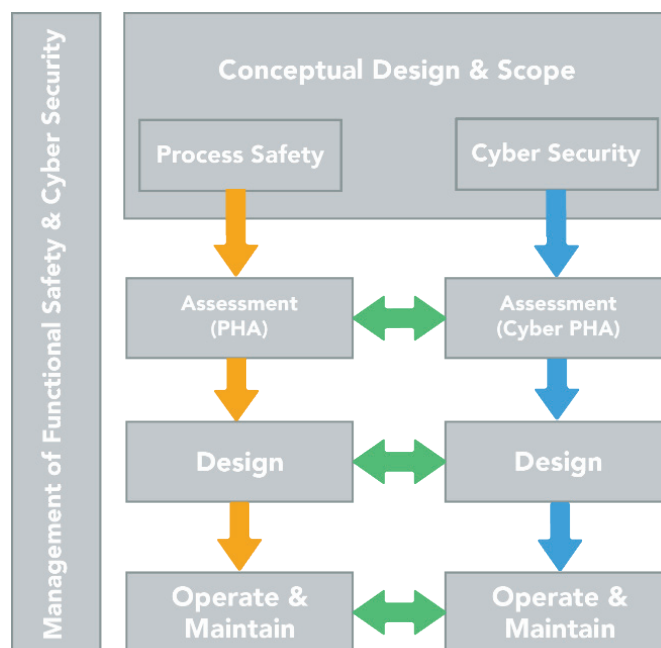 Management of Functional Safety & Cyber Security
Conceptual Design & Scope
Process Safety
Cyber Security
Assessment
(PHA)
Assessment
(Cyber PHA)
Design
Design
Operate &
Maintain
Operate &
Maintain